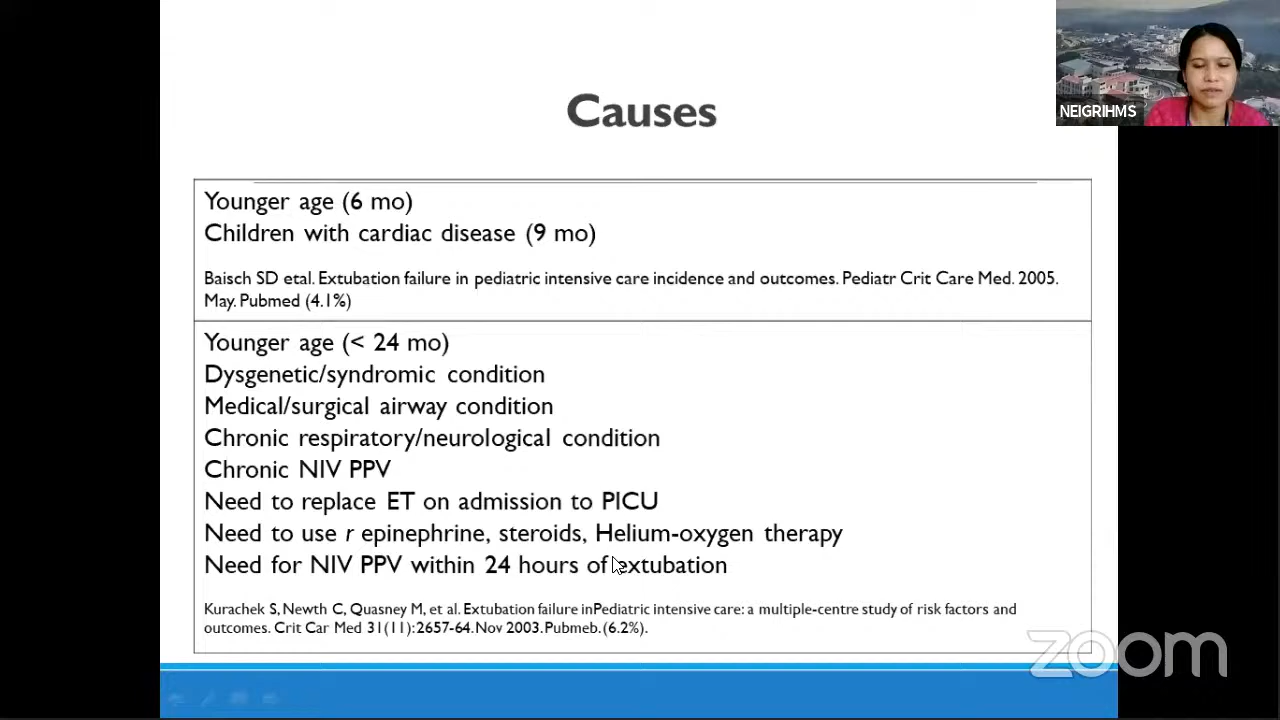 NEIGRIHMS
Causes
Younger age (6 mo)
Children with cardiac disease (9 mo)
Baisch SD etal. Extubation failure in pediatric intensive care incidence and outcomes. Pediatr Crit Care Med. 2005.
May. Pubmed (4.1%)
Younger age (< 24 mo)
Dysgenetic/syndromic condition
Medical/surgical airway condition
Chronic respiratory/neurological condition
Chronic NIV PPV
Need to replace ET on admission to PICU
Need to use r epinephrine, steroids, Helium-oxygen therapy
Need for NIV PPV within 24 hours of extubation
Kurachek S, Newth C, Quasney M, et al. Extubation failure inPediatric intensive care: a multiple-centre study of risk factors and
outcomes. Crit Car Med 31(11):2657-64.Nov 2003.Pubmeb.(6.2%).
zoom